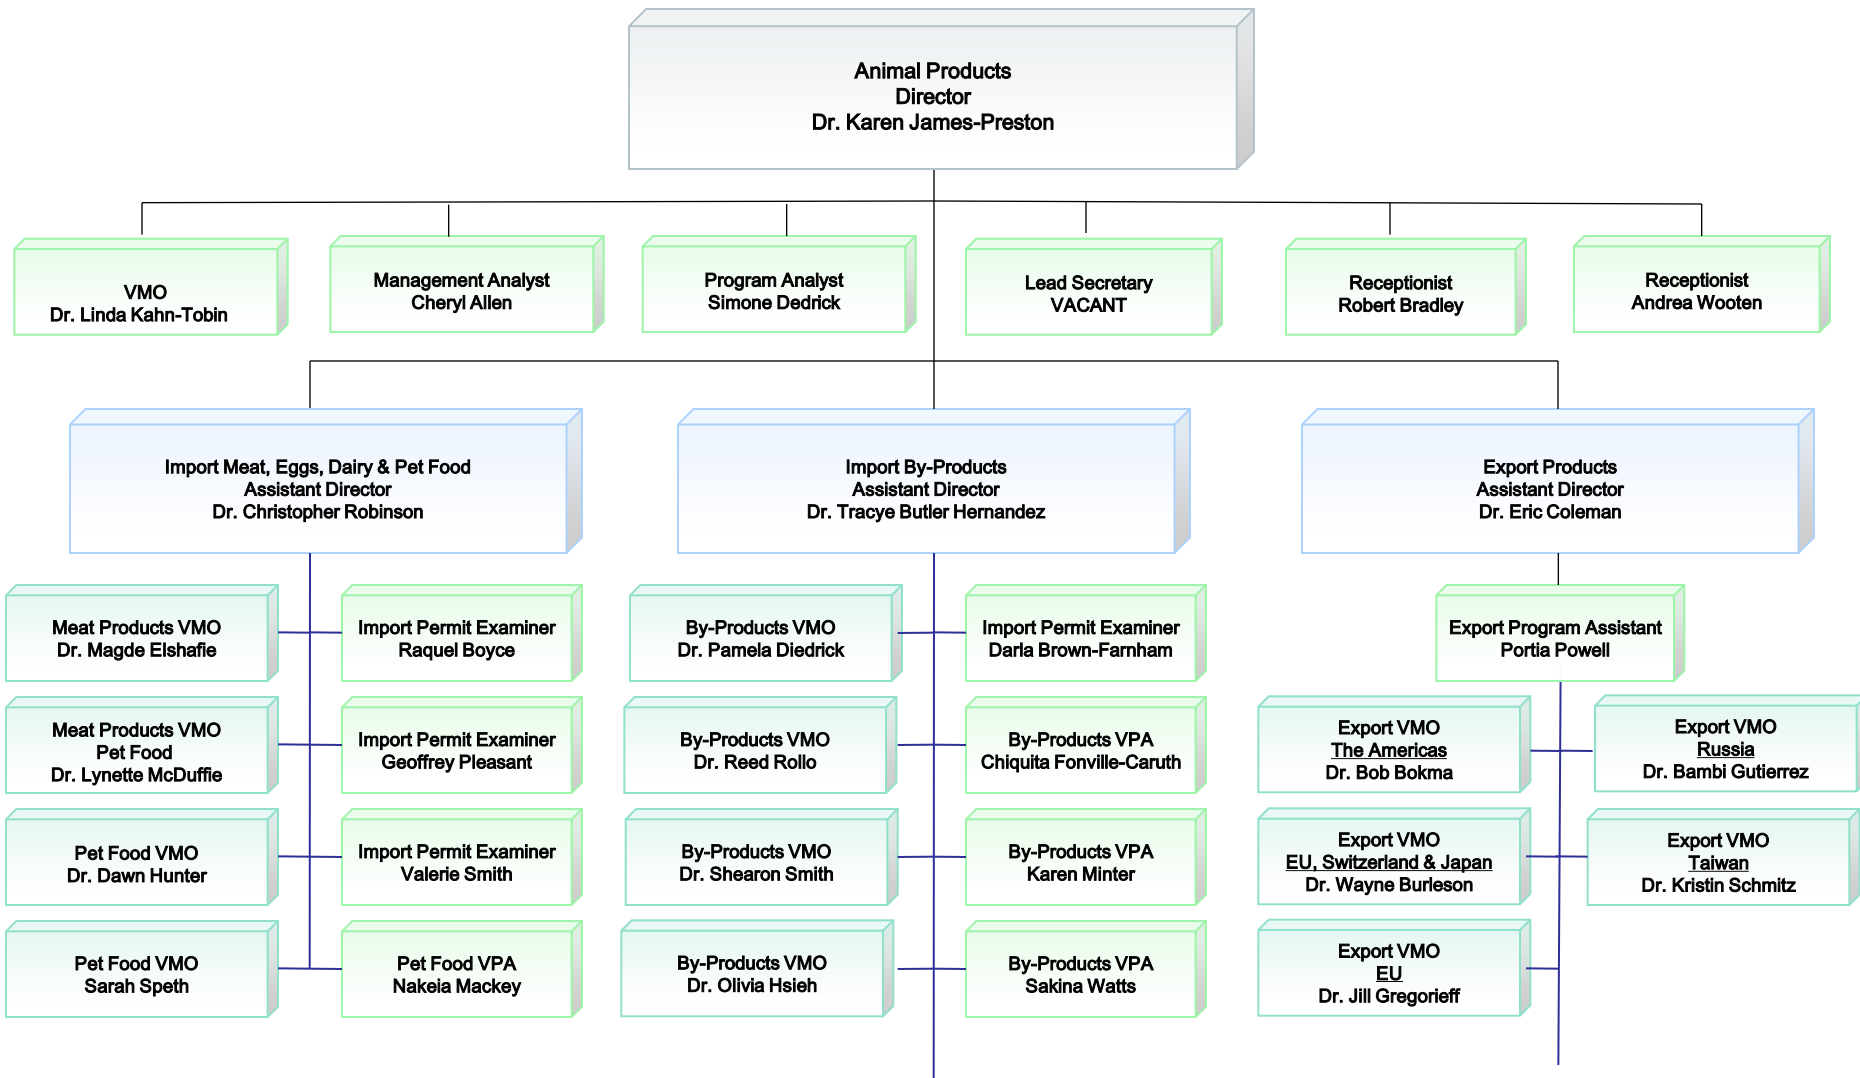 Animal Products
Director
Dr. Karen James-Preston
VMO
Dr. Linda Kahn-Tobin
Management Analyst
Cheryl Allen
Program Analyst
Simone Dedrick
Lead Secretary
VACANT
Receptionist
Robert Bradley
Receptionist
Andrea Wooten
Import Meat, Eggs, Dairy & Pet Food
Assistant Director
Dr. Christopher Robinson
Import By-Products
Assistant Director
Dr. Tracye Butler Hernandez
Export Products
Assistant Director
Dr. Eric Coleman
Meat Products VMO
Dr. Magde Elshafie
Import Permit Examiner
Raquel Boyce
By-Products VMO
Dr. Pamela Diedrick
Import Permit Examiner
Darla Brown-Farnham
Export Program Assistant
Portia Powell
Meat Products VMO
Pet Food
Dr. Lynette McDuffie
Import Permit Examiner
Geoffrey Pleasant
By-Products VMO
Dr. Reed Rollo
By-Products VPA
Chiquita Fonville-Caruth
Export VMO
The Americas
Dr. Bob Bokma
Export VMO
Russia
Dr. Bambi Gutierrez
Pet Food VMO
Dr. Dawn Hunter
Import Permit Examiner
Valerie Smith
By-Products VMO
Dr. Shearon Smith
By-Products VPA
Karen Minter
Export VMO
EU, Switzerland & Japan
Dr. Wayne Burleson
Export VMO
Taiwan
Dr. Kristin Schmitz
Pet Food VMO
Sarah Speth
Pet Food VPA
Nakeia Mackey
By-Products VMO
Dr. Olivia Hsieh
By-Products VPA
Sakina Watts
Export VMO
EU
Dr. Jill Gregorieff